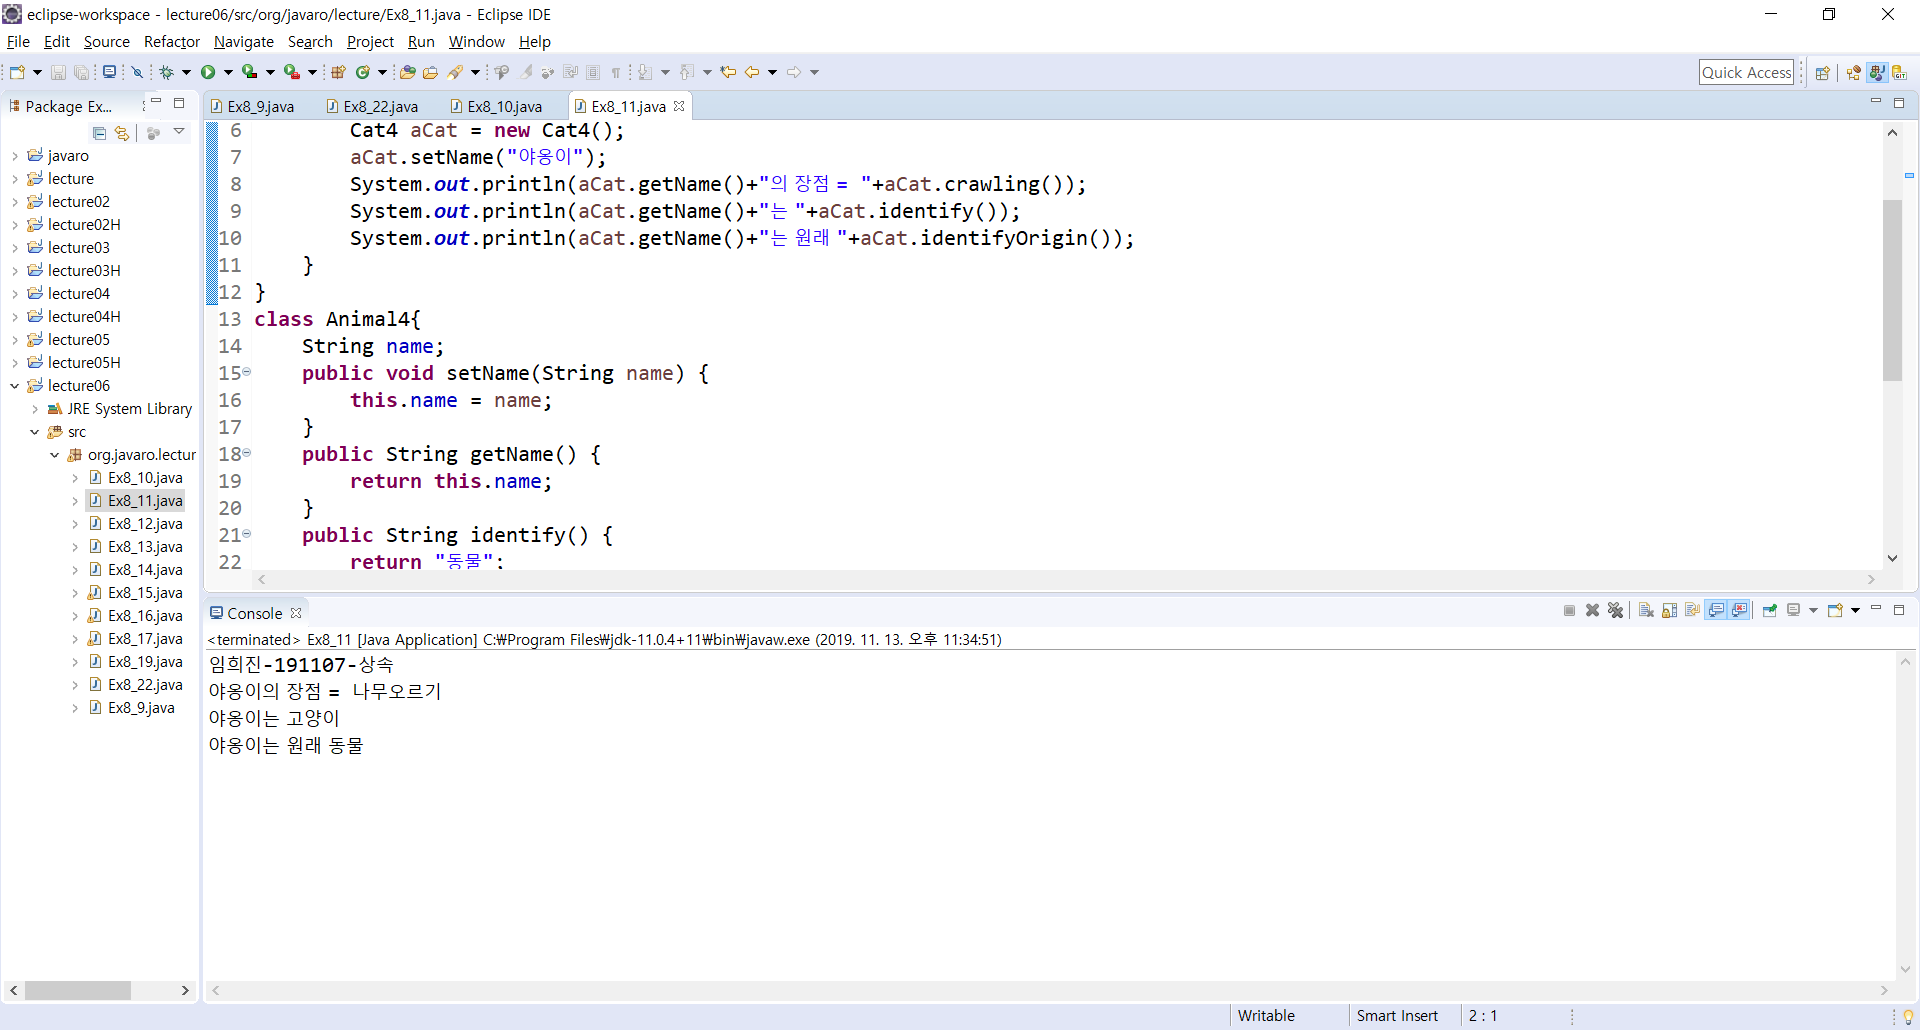 eclipse-workspace - lecture06/src/org/javaro/lecture/Ex8_11.java - Eclipse IDE
File Edit Source Refactor Navigate Search Project Run Window Help
Quick Access
Package Ex...
javaro
lecture
lecture02
lecture02H
lecture03
lecture03H
lecture04
lecture04H
lecture05
lecture05H
lecture06
JRE System Library
src
org.javaro.lectur
Ex8_10.java
Ex8_11.java
Ex8_12.java
Ex8_13.java
Ex8_14.java
Ex8_15.java
Ex8_16.java
Ex8_17.java
Ex8_19.java
Ex8_22.java
Ex8_9.java
Ex8_9.java Ex8_22.java Ex8_10.java Ex8_11.java
6 Cat4 aCat = new Cat4();
7 aCat.setName("야옹이");
8 System.out.println(aCat.getName()+"의 장점 = "+aCat.crawling());
9 System.out.println(aCat.getName()+"는 "+aCat.identify());
10 System.out.println(aCat.getName()+"는 원래 "+aCat.identifyOrigin());
11 }
12 }
13 class Animal4{
14 String name;
15 public void setName(String name) {
16 this.name = name;
17 }
18 public String getName() {
19 return this.name;
20 }
21 public String identify() {
22 return "동물";
Console
<terminated> Ex8_11 [Java Application] C:₩Program Files₩jdk-11.0.4+11₩bin₩javaw.exe (2019. 11. 13. 오후 11:34:51)
임희진-191107-상속
야옹이의 장점 = 나무오르기
야옹이는 고양이
야옹이는 원래 동물
Writable Smart Insert 2 : 1